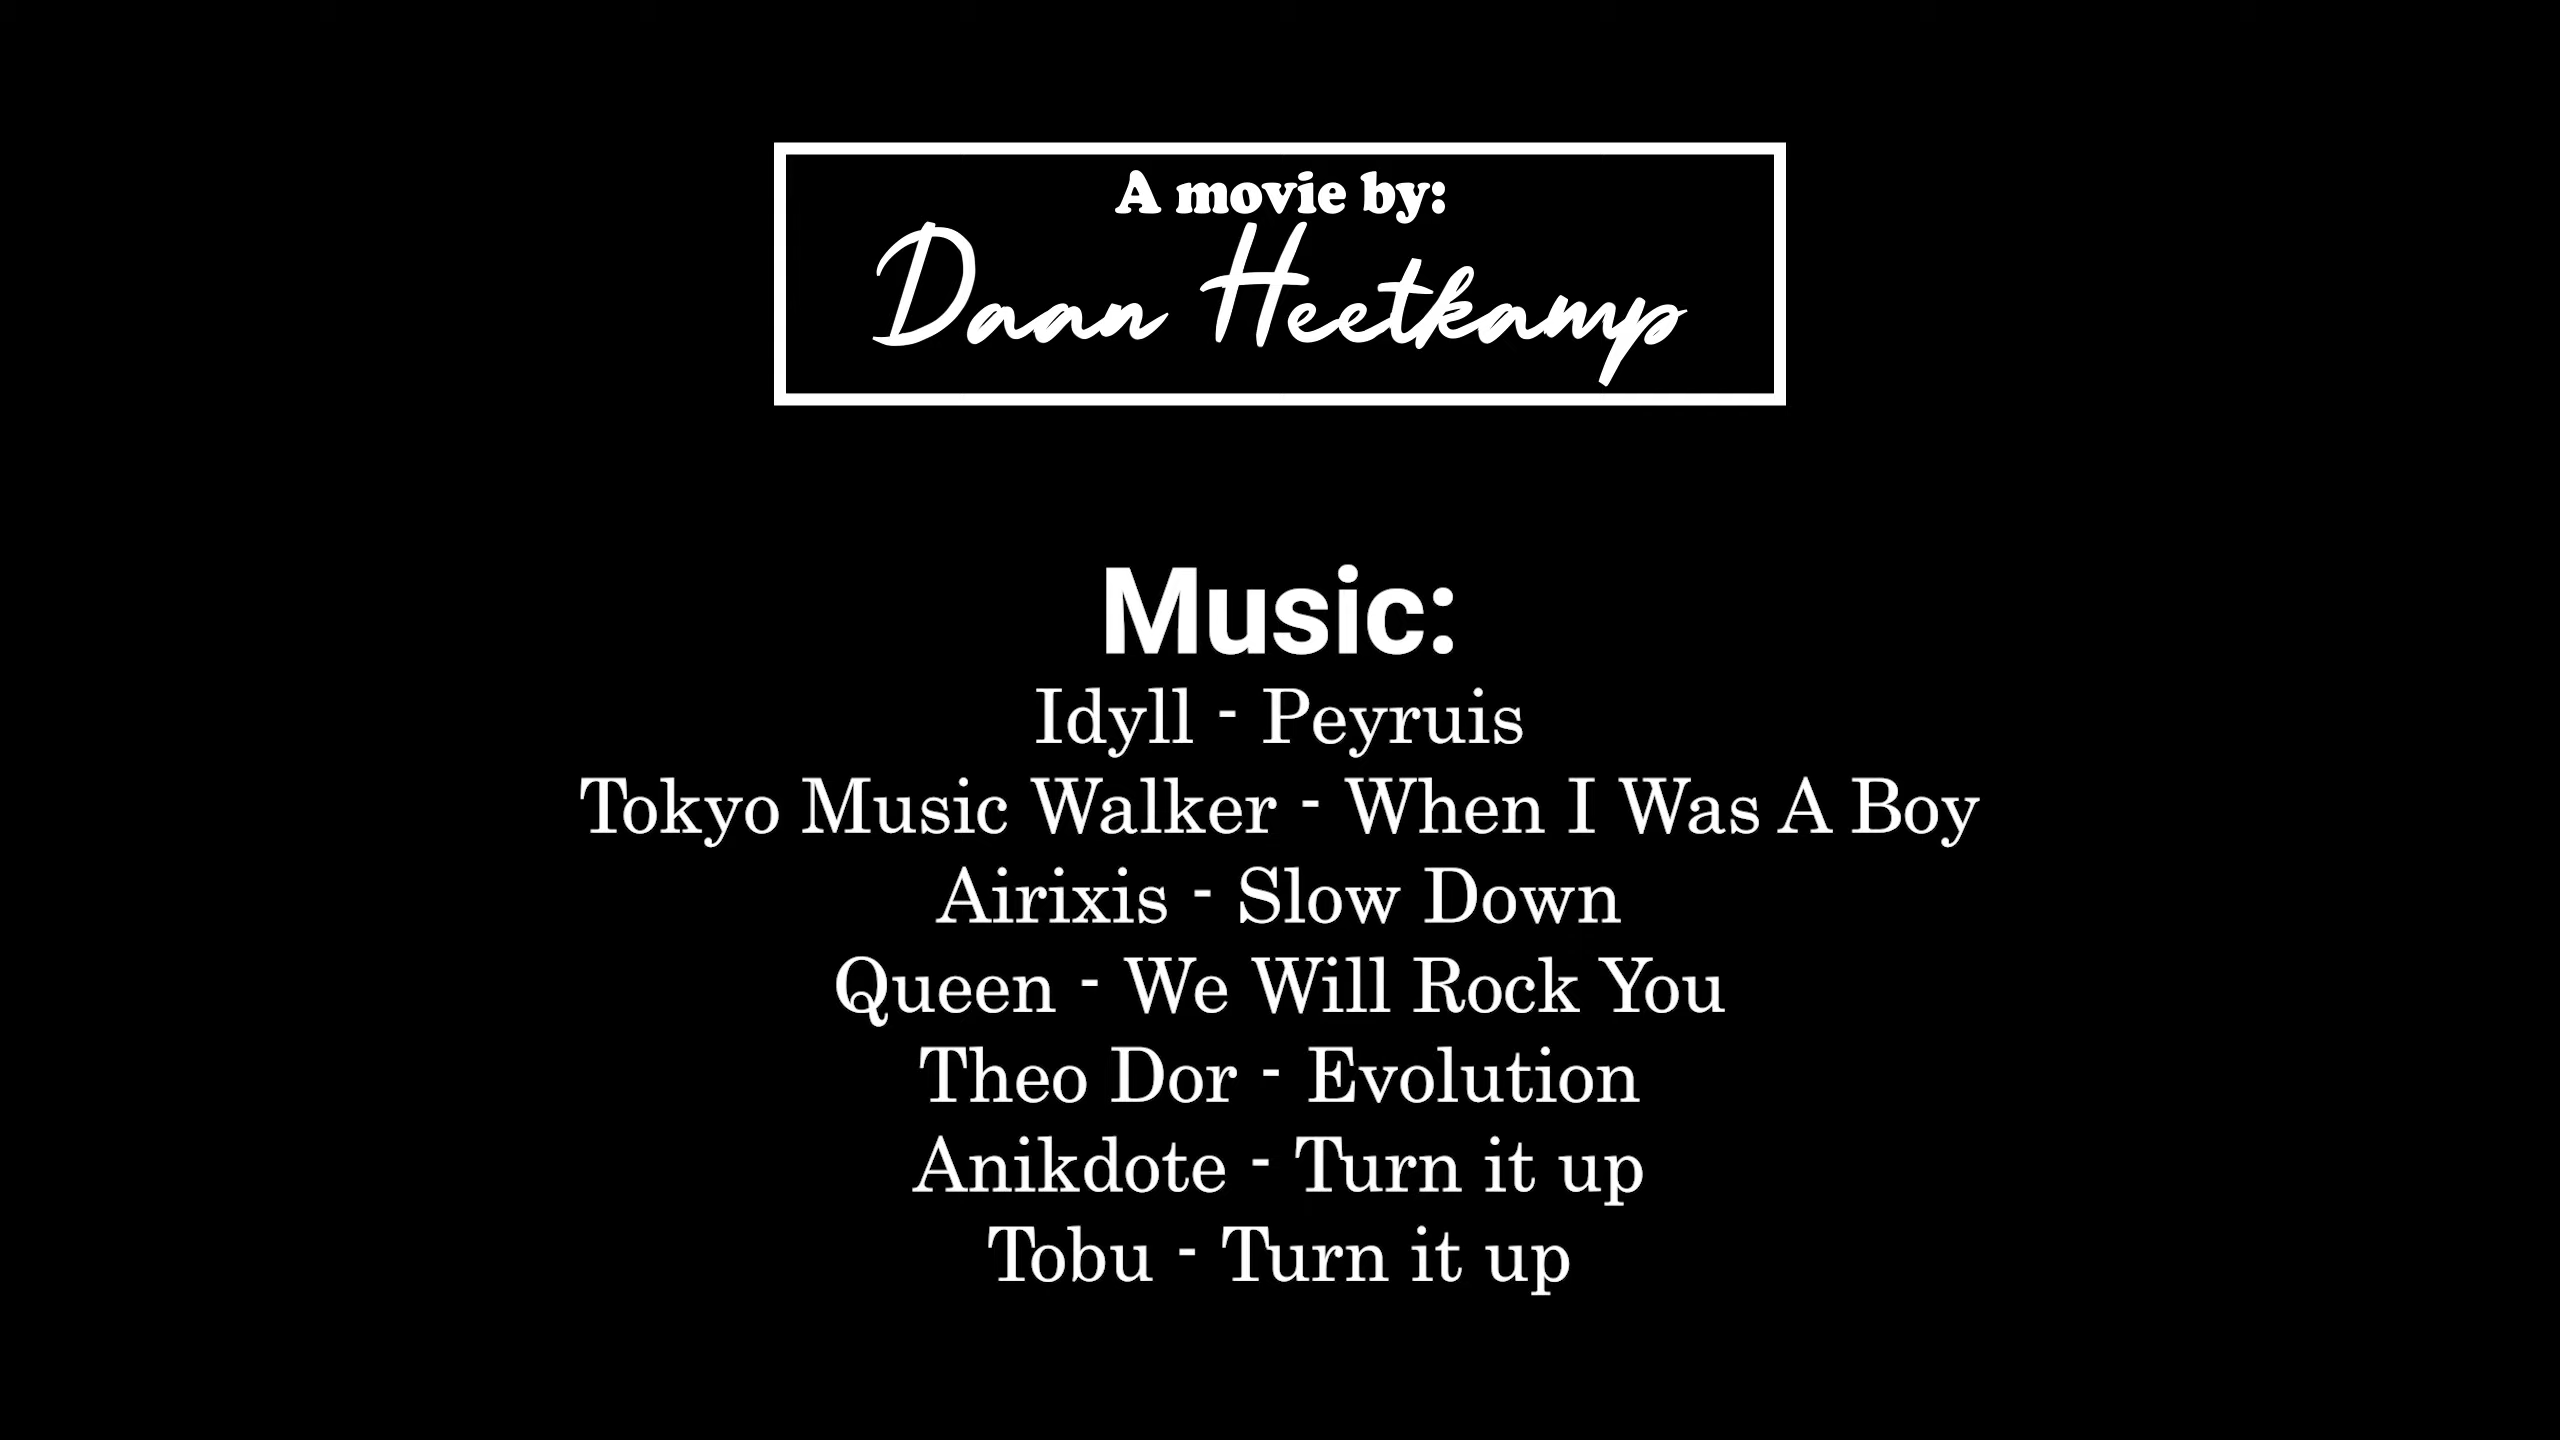 A movie by:
Daan Heetkamp
Music:
Idyll - Peyruis
Tokyo Music Walker - When I Was A Boy
Airixis - Slow Down
Queen - We Will Rock You
Theo Dor - Evolution
Anikdote - Turn it up
Tobu - Turn it up